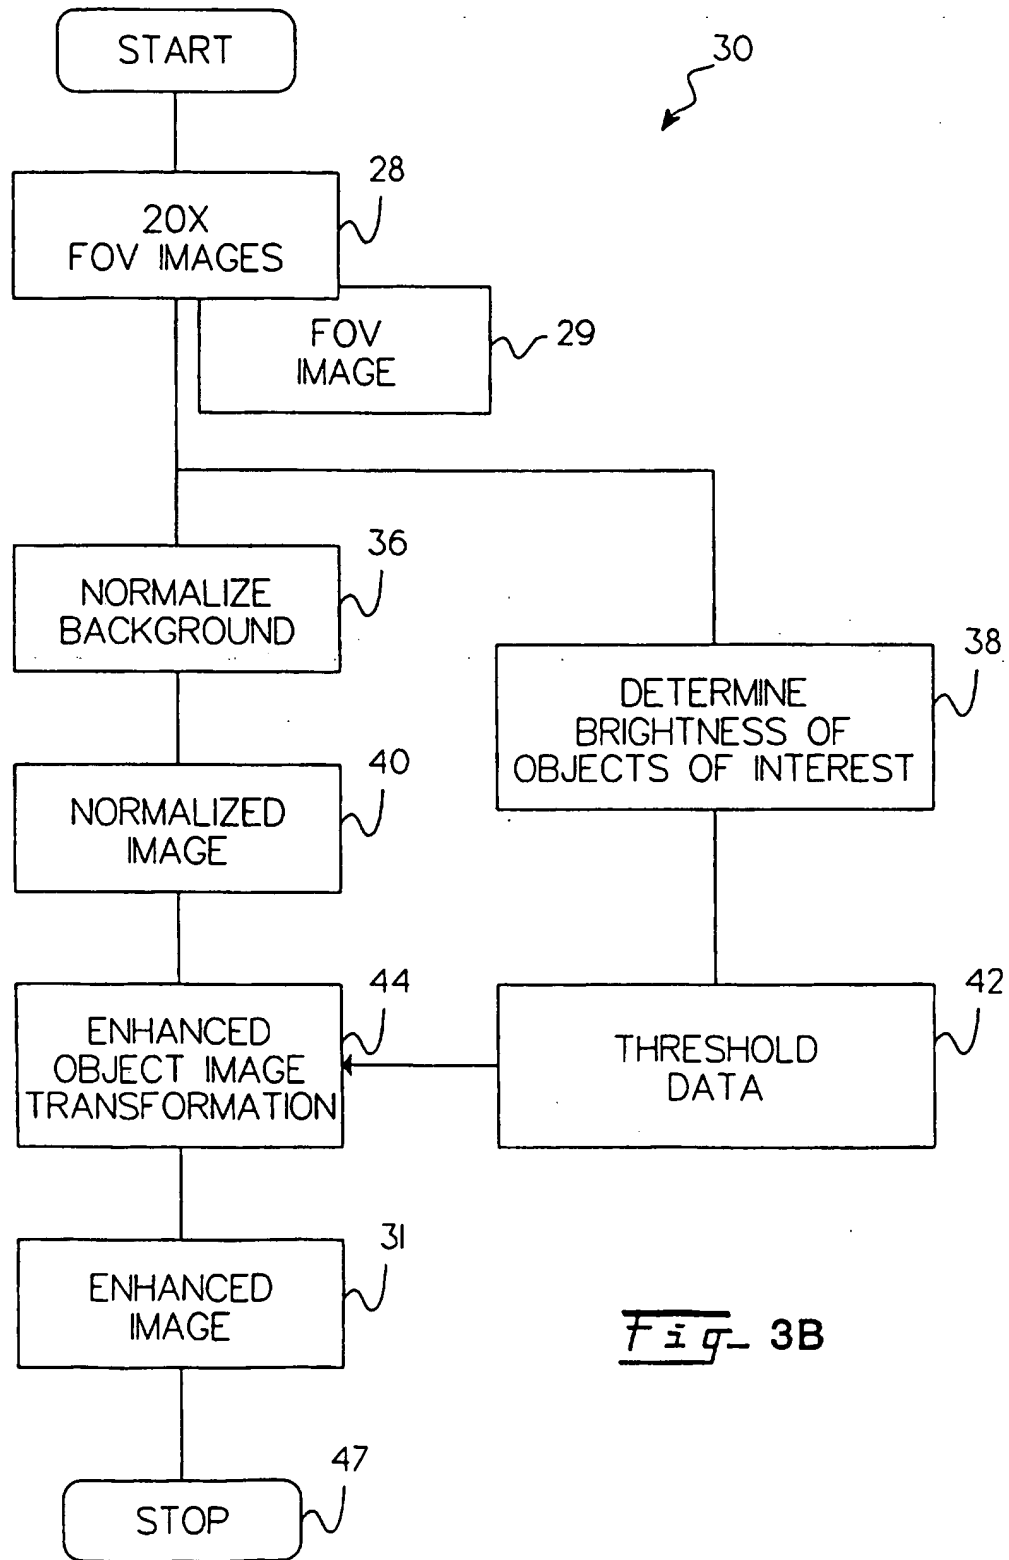 START
30
28
20X
FOV IMAGES
FOV
IMAGE
29
36
NORMALIZE
BACKGROUND
38
DETERMINE
BRIGHTNESS OF
OBJECTS OF INTEREST
40
NORMALIZED
IMAGE
44
ENHANCED
OBJECT IMAGE
TRANSFORMATION
42
THRESHOLD
DATA
31
ENHANCED
IMAGE
Fig- 3B
47
STOP